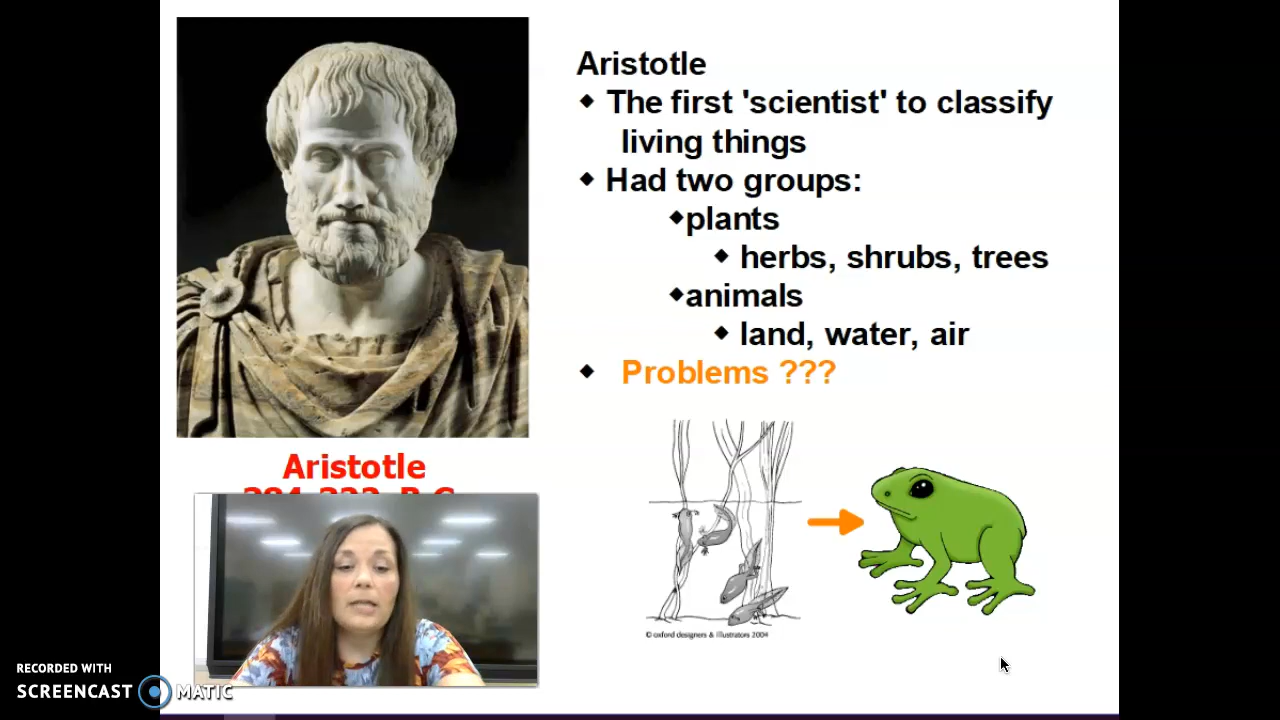 Aristotle
◆ The first 'scientist' to classify
living things
◆ Had two groups:
◆plants
◆ herbs, shrubs, trees
◆animals
◆ land, water, air
◆ Problems ???
Aristotle
© oxford designers & illustrators 2004
RECORDED WITH
SCREENCAST MATIC